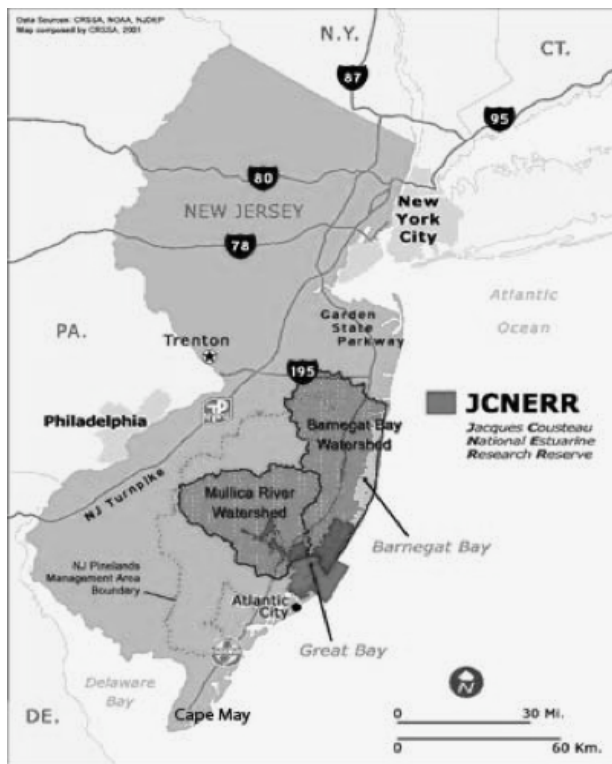 Data Sources: CRSSA, NOAA, NJDEP
Map composed by CRSSA, 2001
N.Y.
CT.
87
95
80
NEW JERSEY
New
York
City
78
Atlantic
Ocean
Garden
State
Parkway
PA.
Trenton
195
JCNERR
Jacques Cousteau
National Estuarine
Research Reserve
Philadelphia
Barnegat Bay
Watershed
NJ Turnpike
Mullica River
Watershed
Barnegat Bay
NJ Pinelands
Management Area
Boundary
Atlantic
City
Great Bay
N
Delaware
Bay
DE.
Cape May
0 30 Mi.
0 60 Km.